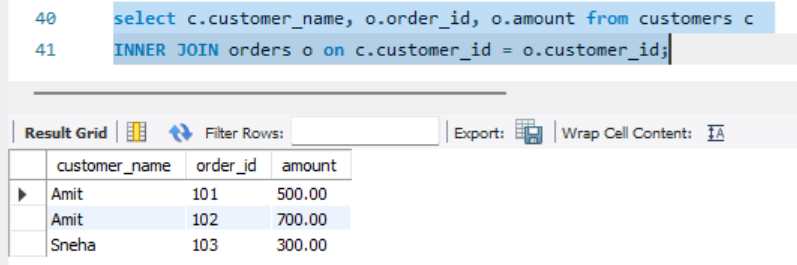 40 select c.customer_name, o.order_id, o.amount from customers c
41 INNER JOIN orders o on c.customer_id = o.customer_id;
Result Grid Filter Rows: Export: Wrap Cell Content: IA
customer_name order_id amount
Amit 101 500.00
Amit 102 700.00
Sneha 103 300.00